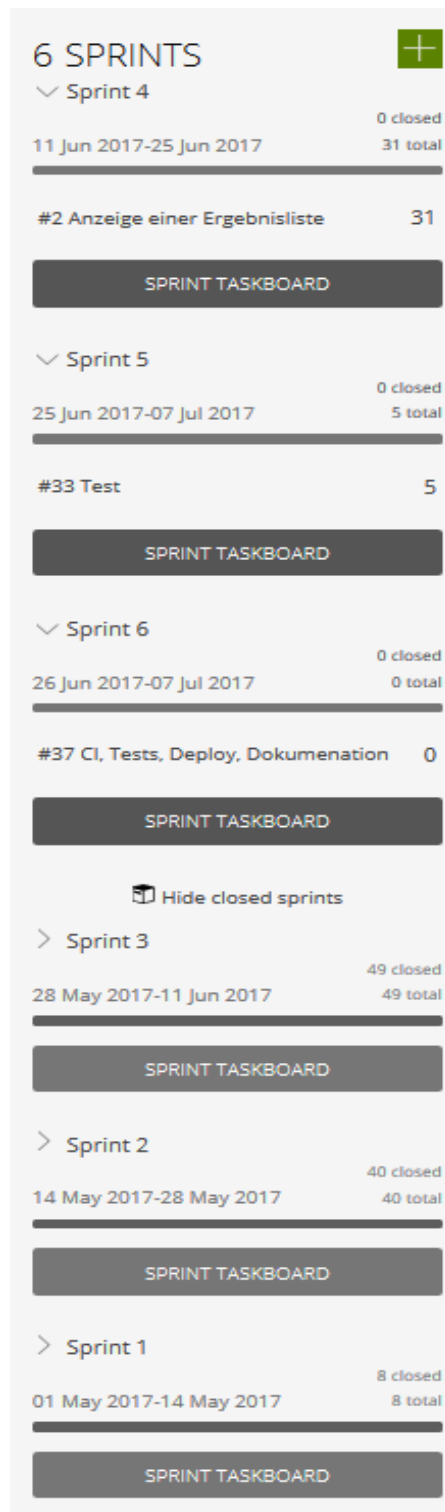 6 SPRINTS
Sprint 4
0 closed
11 Jun 2017-25 Jun 2017 31 total
#2 Anzeige einer Ergebnisliste 31
SPRINT TASKBOARD
Sprint 5
0 closed
25 Jun 2017-07 Jul 2017 5 total
#33 Test 5
SPRINT TASKBOARD
Sprint 6
0 closed
26 Jun 2017-07 Jul 2017 0 total
#37 CI, Tests, Deploy, Dokumenation 0
SPRINT TASKBOARD
Hide closed sprints
Sprint 3
49 closed
28 May 2017-11 Jun 2017 49 total
SPRINT TASKBOARD
Sprint 2
40 closed
14 May 2017-28 May 2017 40 total
SPRINT TASKBOARD
Sprint 1
8 closed
01 May 2017-14 May 2017 8 total
SPRINT TASKBOARD